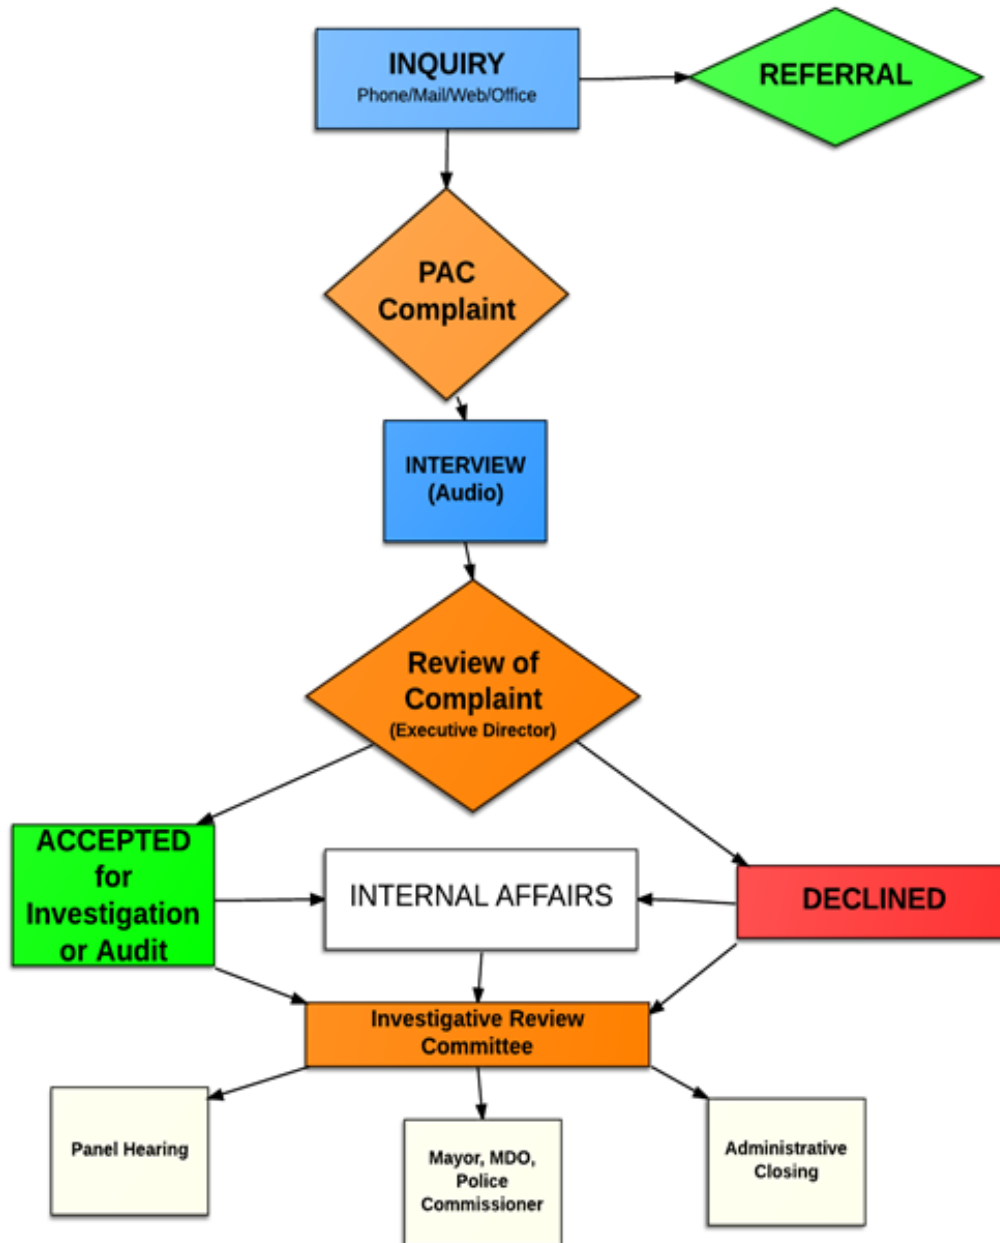 INQUIRY
Phone/Mail/Web/Office
REFERRAL
PAC
Complaint
INTERVIEW
(Audio)
Review of
Complaint
(Executive Director)
ACCEPTED
for
Investigation
or Audit
INTERNAL AFFAIRS
DECLINED
Investigative Review
Committee
Panel Hearing
Mayor, MDO,
Police
Commissioner
Administrative
Closing